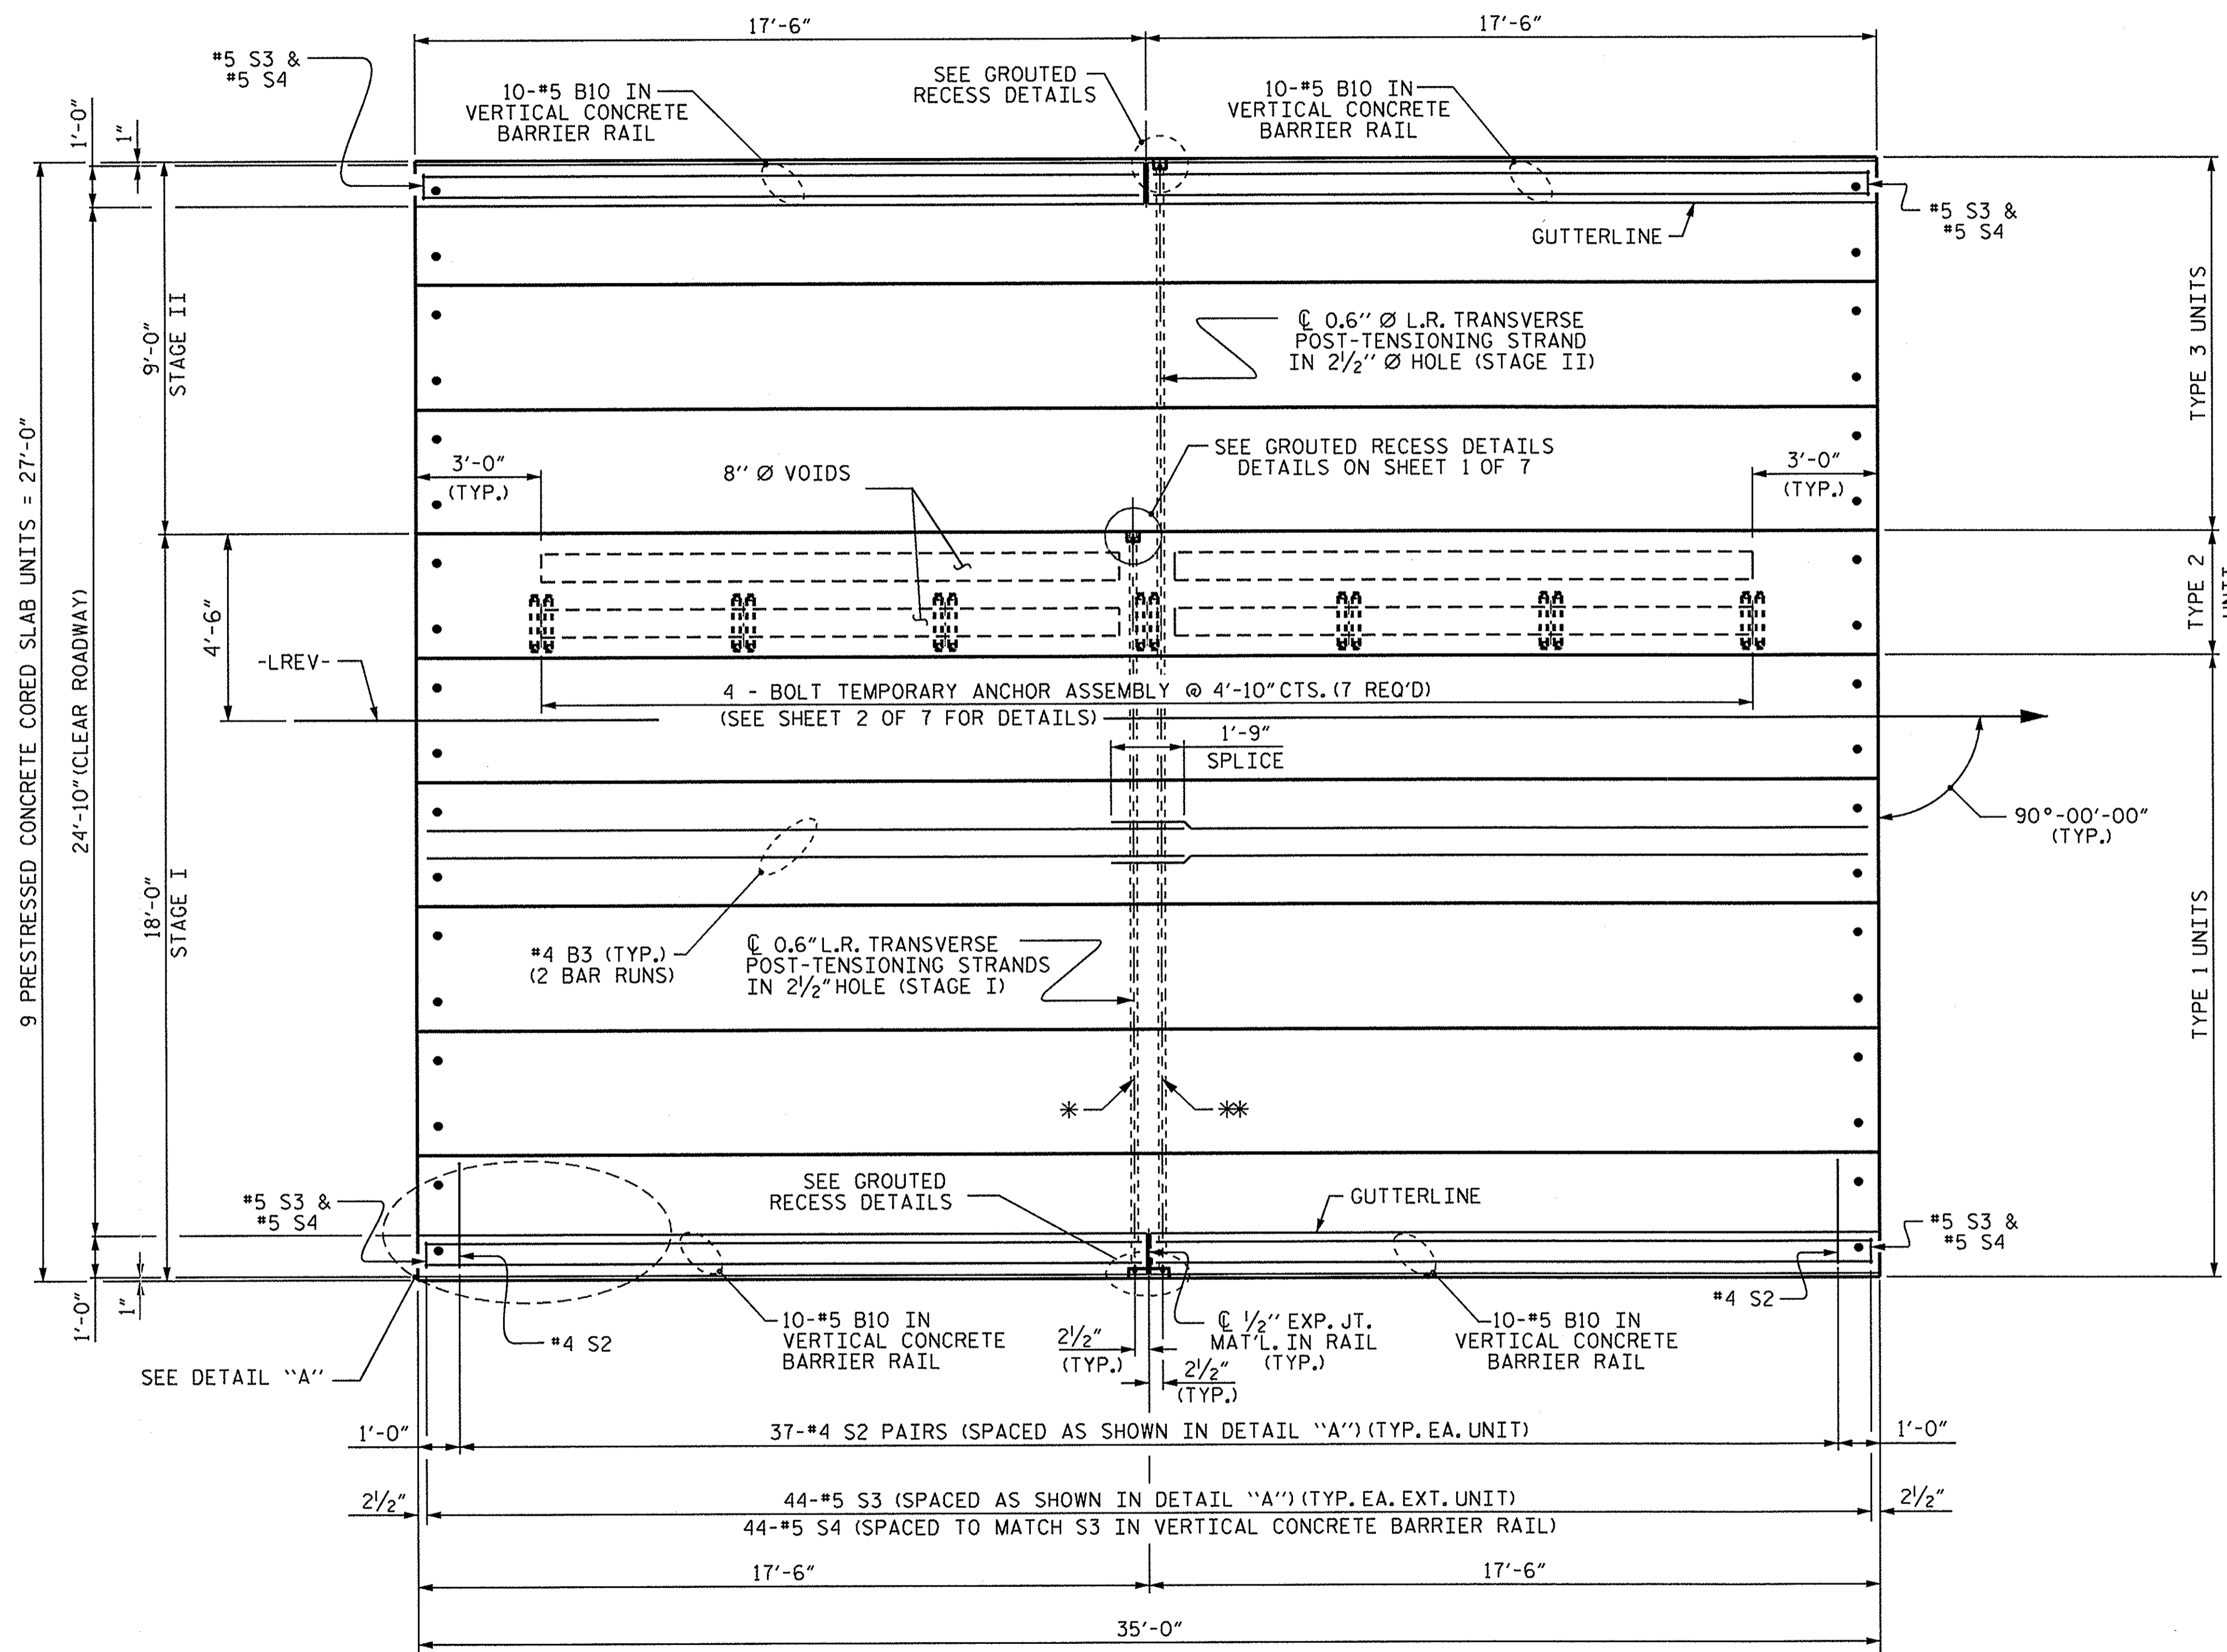 17'-6"
17'-6"
#5 S3 &
#5 S4
10-#5 B10 IN
VERTICAL CONCRETE
BARRIER RAIL
SEE GROUTED
RECESS DETAILS
10-#5 B10 IN
VERTICAL CONCRETE
BARRIER RAIL
1'-0"
1"
#5 S3 &
#5 S4
GUTTERLINE
9 PRESTRESSED CONCRETE CORED SLAB UNITS = 27'-0"
24'-10" (CLEAR ROADWAY)
9'-0"
STAGE II
TYPE 3 UNITS
℄ 0.6'' Ø L.R. TRANSVERSE
POST-TENSIONING STRAND
IN 2½'' Ø HOLE (STAGE II)
3'-0"
(TYP.)
8'' Ø VOIDS
SEE GROUTED RECESS DETAILS
DETAILS ON SHEET 1 OF 7
3'-0"
(TYP.)
TYPE 2
UNIT
4'-6"
-LREV-
4 - BOLT TEMPORARY ANCHOR ASSEMBLY @ 4'-10" CTS. (7 REQ'D)
(SEE SHEET 2 OF 7 FOR DETAILS)
1'-9"
SPLICE
90°-00'-00"
(TYP.)
18'-0"
STAGE I
TYPE 1 UNITS
#4 B3 (TYP.)
(2 BAR RUNS)
℄ 0.6" L.R. TRANSVERSE
POST-TENSIONING STRANDS
IN 2½" HOLE (STAGE I)
*
**
#5 S3 &
#5 S4
SEE GROUTED
RECESS DETAILS
GUTTERLINE
#5 S3 &
#5 S4
1'-0"
1"
#4 S2
10-#5 B10 IN
VERTICAL CONCRETE
BARRIER RAIL
2½"
(TYP.)
℄ ½'' EXP. JT.
MAT'L. IN RAIL
(TYP.)
2½"
(TYP.)
10-#5 B10 IN
VERTICAL CONCRETE
BARRIER RAIL
#4 S2
SEE DETAIL "A"
1'-0"
37-#4 S2 PAIRS (SPACED AS SHOWN IN DETAIL "A") (TYP. EA. UNIT)
1'-0"
2½"
44-#5 S3 (SPACED AS SHOWN IN DETAIL "A") (TYP. EA. EXT. UNIT)
2½"
44-#5 S4 (SPACED TO MATCH S3 IN VERTICAL CONCRETE BARRIER RAIL)
17'-6"
17'-6"
35'-0"